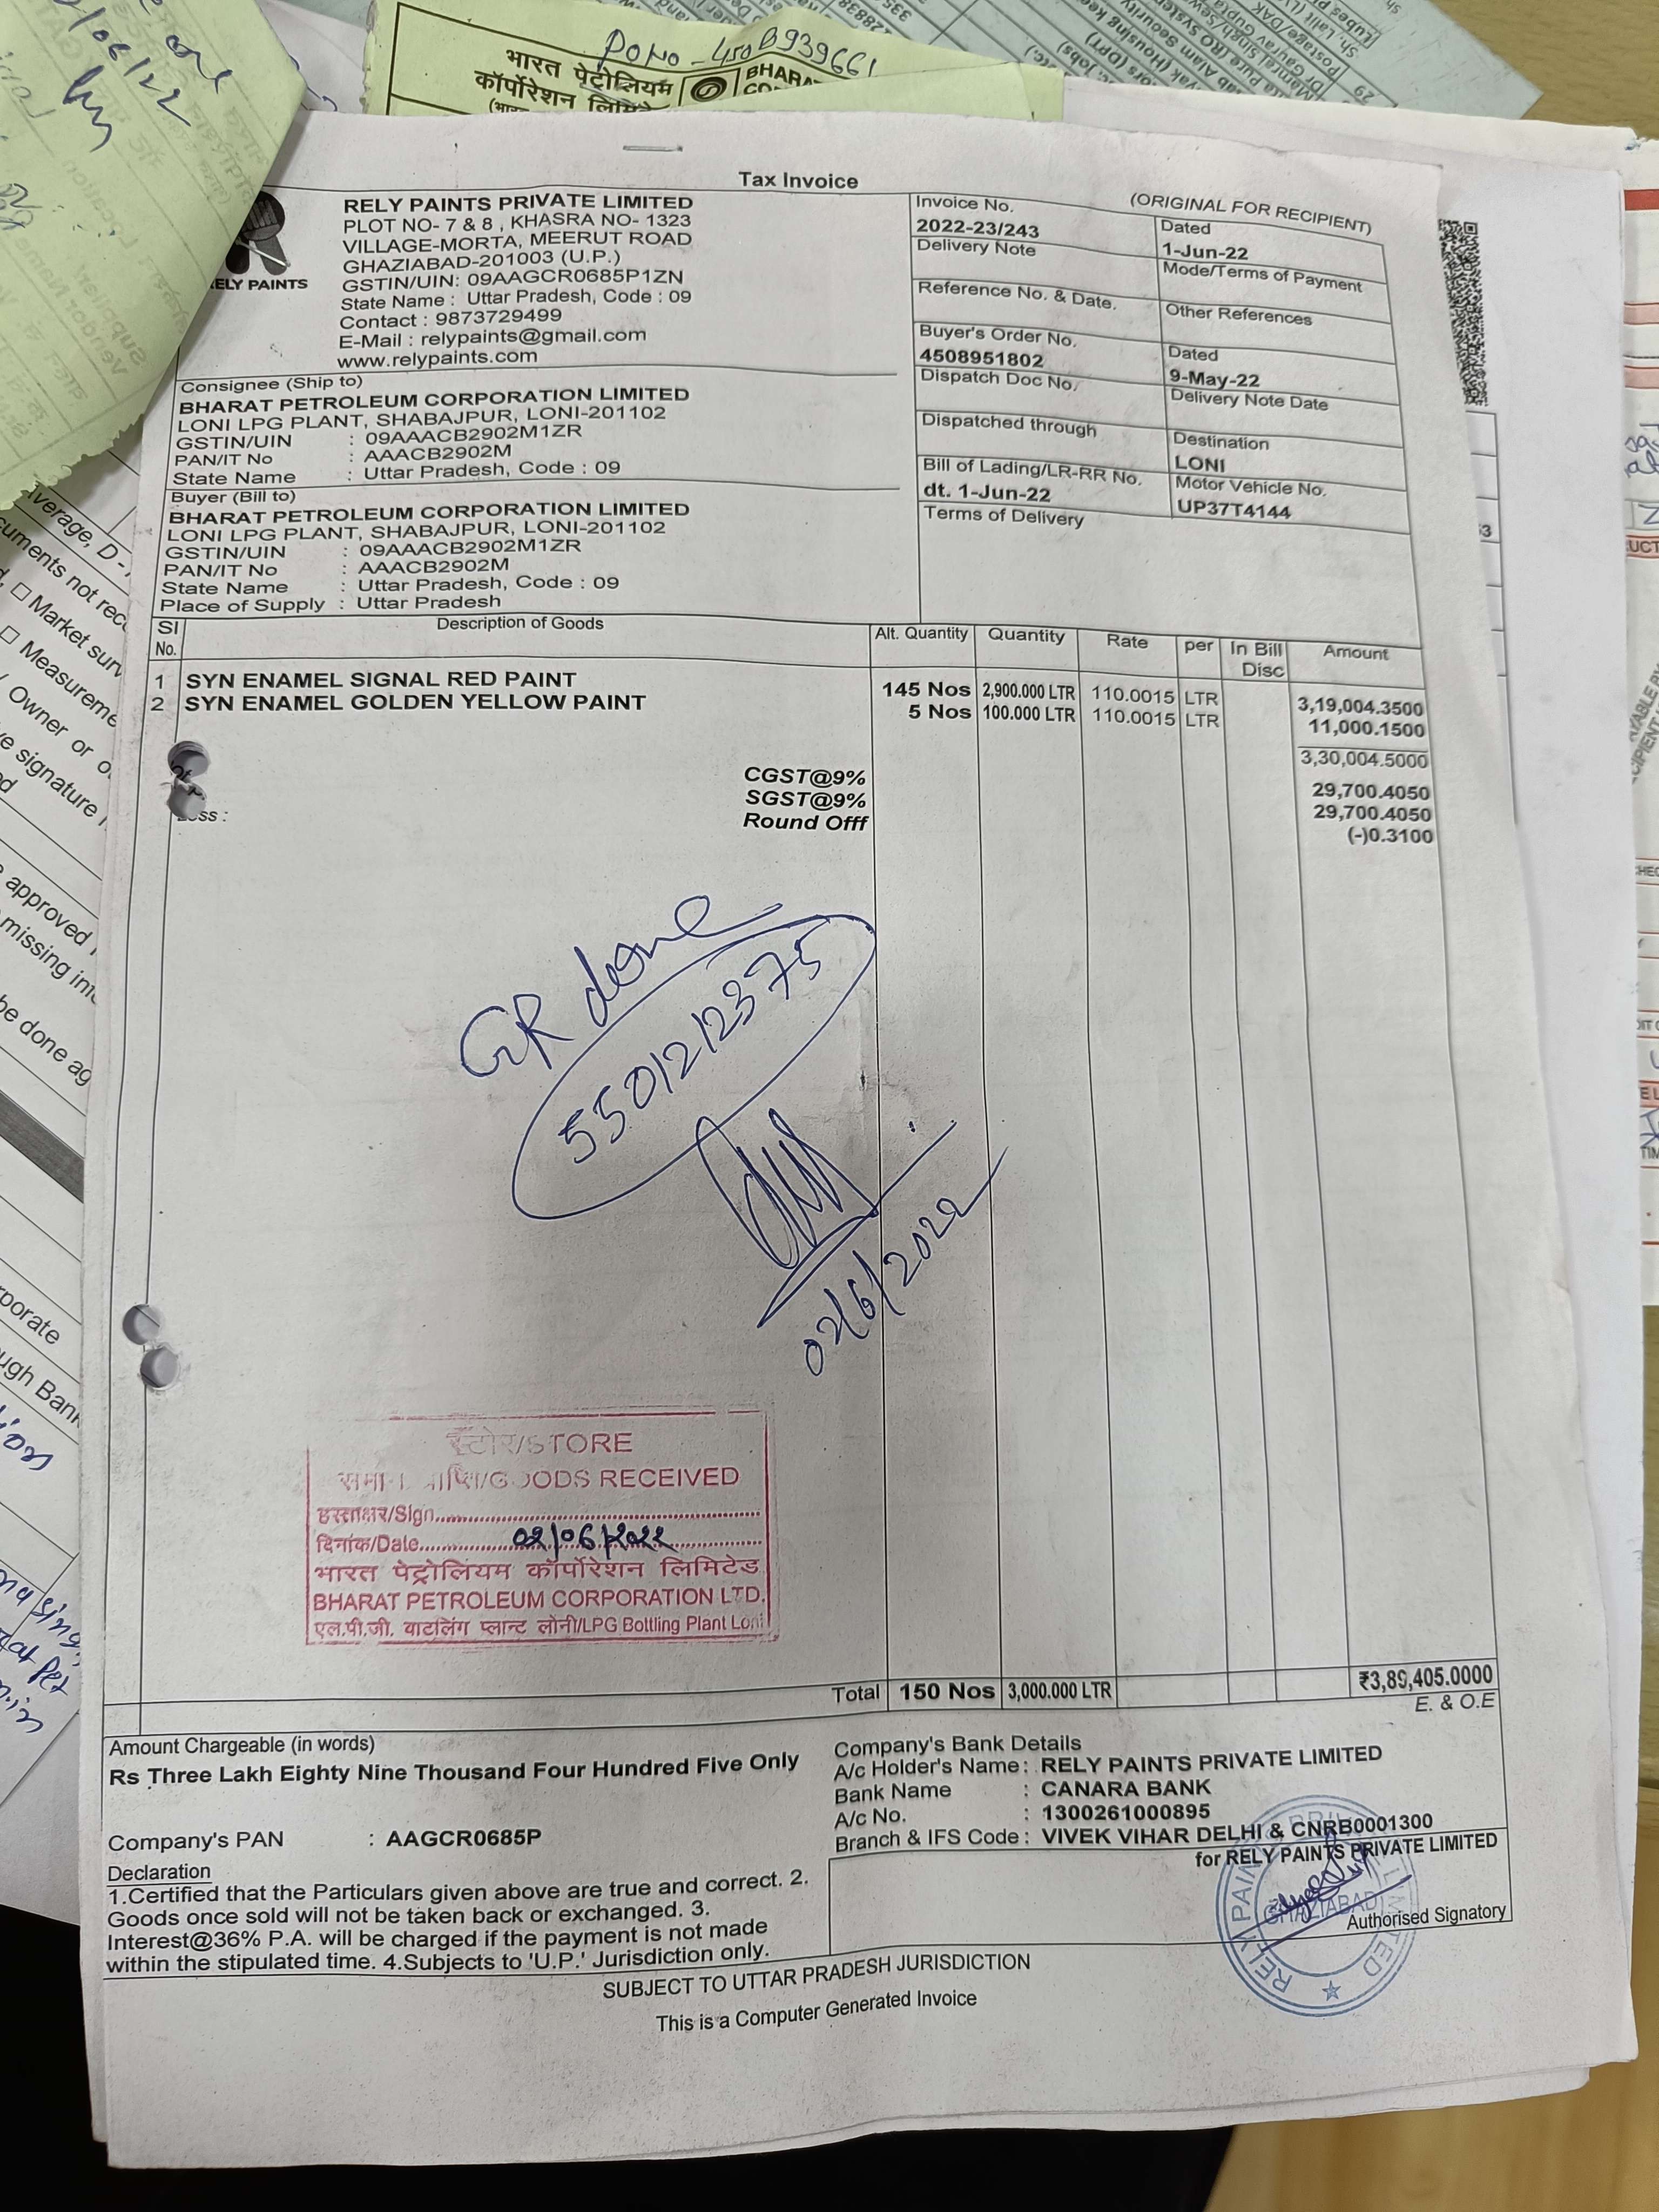 PONO - 4508939661
भारत पेट्रोलियम
कॉर्पोरेशन
BHARA
Tax Invoice
(ORIGINAL FOR RECIPIENT)
RELY PAINTS PRIVATE LIMITED
PLOT NO- 7 & 8 , KHASRA NO- 1323
VILLAGE-MORTA, MEERUT ROAD
GHAZIABAD-201003 (U.P.)
GSTIN/UIN: 09AAGCR0685P1ZN
State Name : Uttar Pradesh, Code : 09
Contact : 9873729499
E-Mail : relypaints@gmail.com
www.relypaints.com
ELY PAINTS
Invoice No.
2022-23/243
Dated
1-Jun-22
Delivery Note
Mode/Terms of Payment
Reference No. & Date.
Other References
Buyer's Order No.
4508951802
Dated
9-May-22
Dispatch Doc No.
Delivery Note Date
Dispatched through
Destination
LONI
Bill of Lading/LR-RR No.
dt. 1-Jun-22
Motor Vehicle No.
UP37T4144
Terms of Delivery
Consignee (Ship to)
BHARAT PETROLEUM CORPORATION LIMITED
LONI LPG PLANT, SHABAJPUR, LONI-201102
GSTIN/UIN : 09AAACB2902M1ZR
PAN/IT No : AAACB2902M
State Name : Uttar Pradesh, Code : 09
Buyer (Bill to)
BHARAT PETROLEUM CORPORATION LIMITED
LONI LPG PLANT, SHABAJPUR, LONI-201102
GSTIN/UIN : 09AAACB2902M1ZR
PAN/IT No : AAACB2902M
State Name : Uttar Pradesh, Code : 09
Place of Supply : Uttar Pradesh
SI No. Description of Goods Alt. Quantity Quantity Rate per In Bill Disc Amount
1 SYN ENAMEL SIGNAL RED PAINT 145 Nos 2,900.000 LTR 110.0015 LTR 3,19,004.3500
2 SYN ENAMEL GOLDEN YELLOW PAINT 5 Nos 100.000 LTR 110.0015 LTR 11,000.1500
3,30,004.5000
CGST@9% 29,700.4050
SGST@9% 29,700.4050
Round Offf (-)0.3100
GR done
5501212375
02/6/2022
स्टोर/STORE
GOODS RECEIVED
हस्ताक्षर/Sign
दिनांक/Date 02/06/2022
भारत पेट्रोलियम कॉर्पोरेशन लिमिटेड
BHARAT PETROLEUM CORPORATION LTD.
एल.पी.जी. बाटलिंग प्लान्ट लोनी/LPG Bottling Plant Loni
Total 150 Nos 3,000.000 LTR ₹3,89,405.0000
E. & O.E
Amount Chargeable (in words)
Rs Three Lakh Eighty Nine Thousand Four Hundred Five Only
Company's Bank Details
A/c Holder's Name : RELY PAINTS PRIVATE LIMITED
Bank Name : CANARA BANK
A/c No. : 1300261000895
Branch & IFS Code : VIVEK VIHAR DELHI & CNRB0001300
Company's PAN : AAGCR0685P
Declaration
1.Certified that the Particulars given above are true and correct. 2.
Goods once sold will not be taken back or exchanged. 3.
Interest@36% P.A. will be charged if the payment is not made
within the stipulated time. 4.Subjects to 'U.P.' Jurisdiction only.
for RELY PAINTS PRIVATE LIMITED
GHAZIABAD
Authorised Signatory
SUBJECT TO UTTAR PRADESH JURISDICTION
This is a Computer Generated Invoice